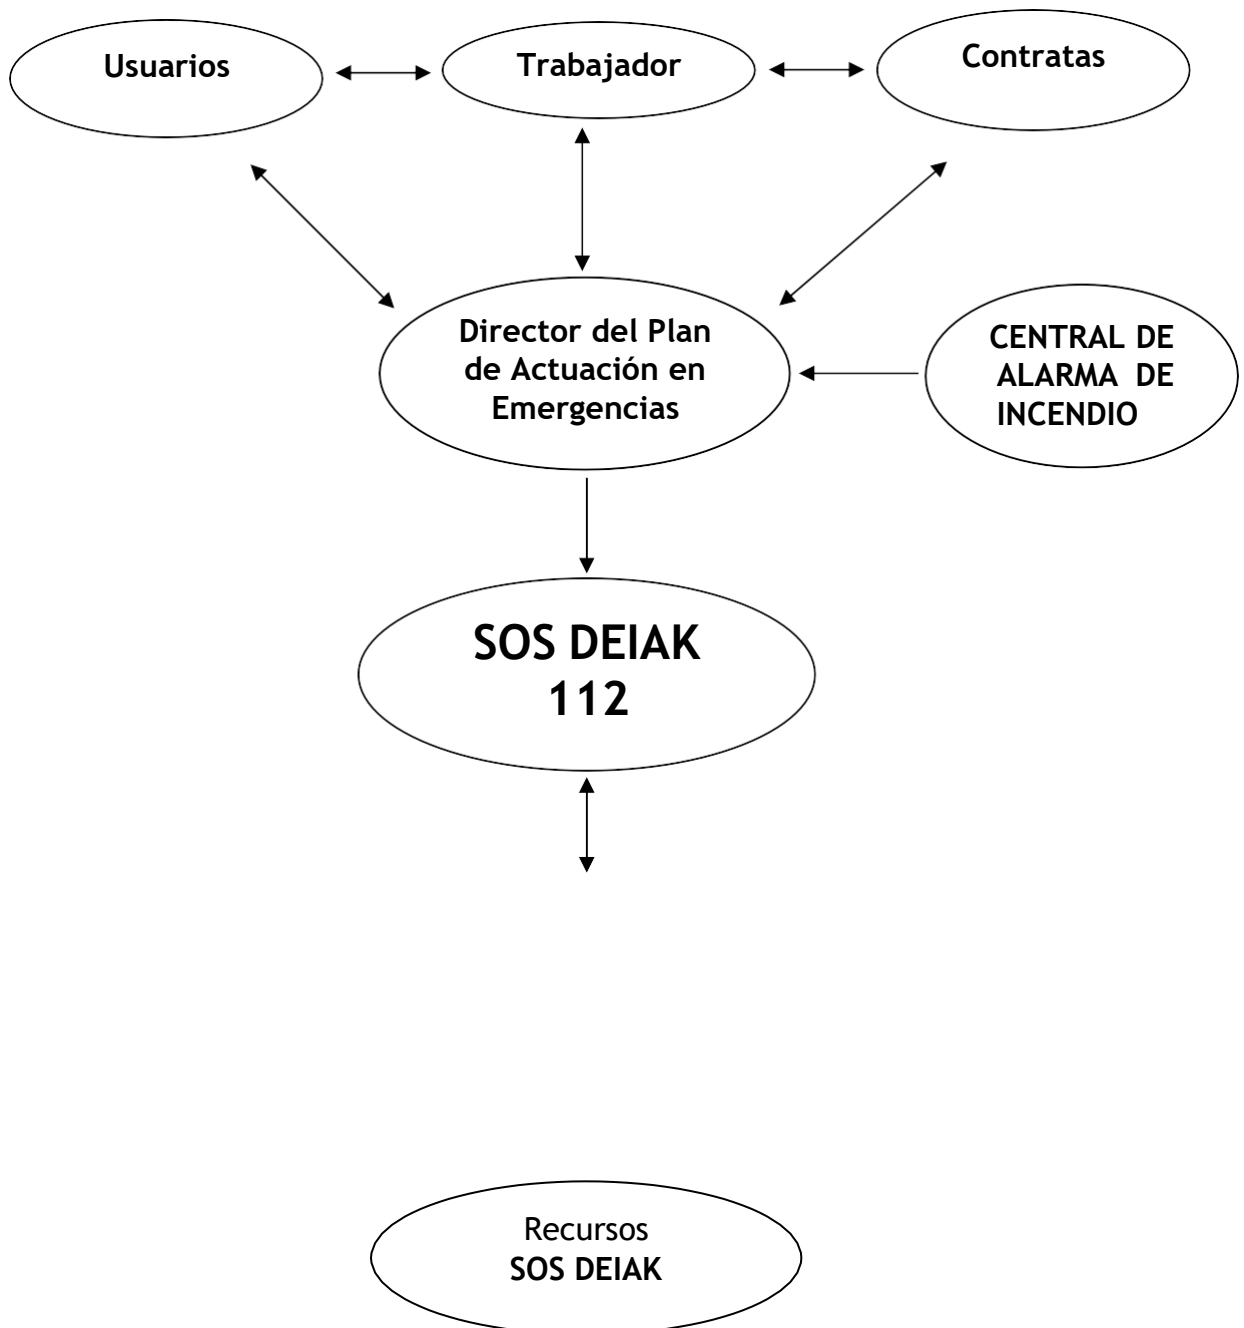 Usuarios
Trabajador
Contratas
Director del Plan
de Actuación en
Emergencias
CENTRAL DE
ALARMA DE
INCENDIO
SOS DEIAK
112
Recursos
SOS DEIAK